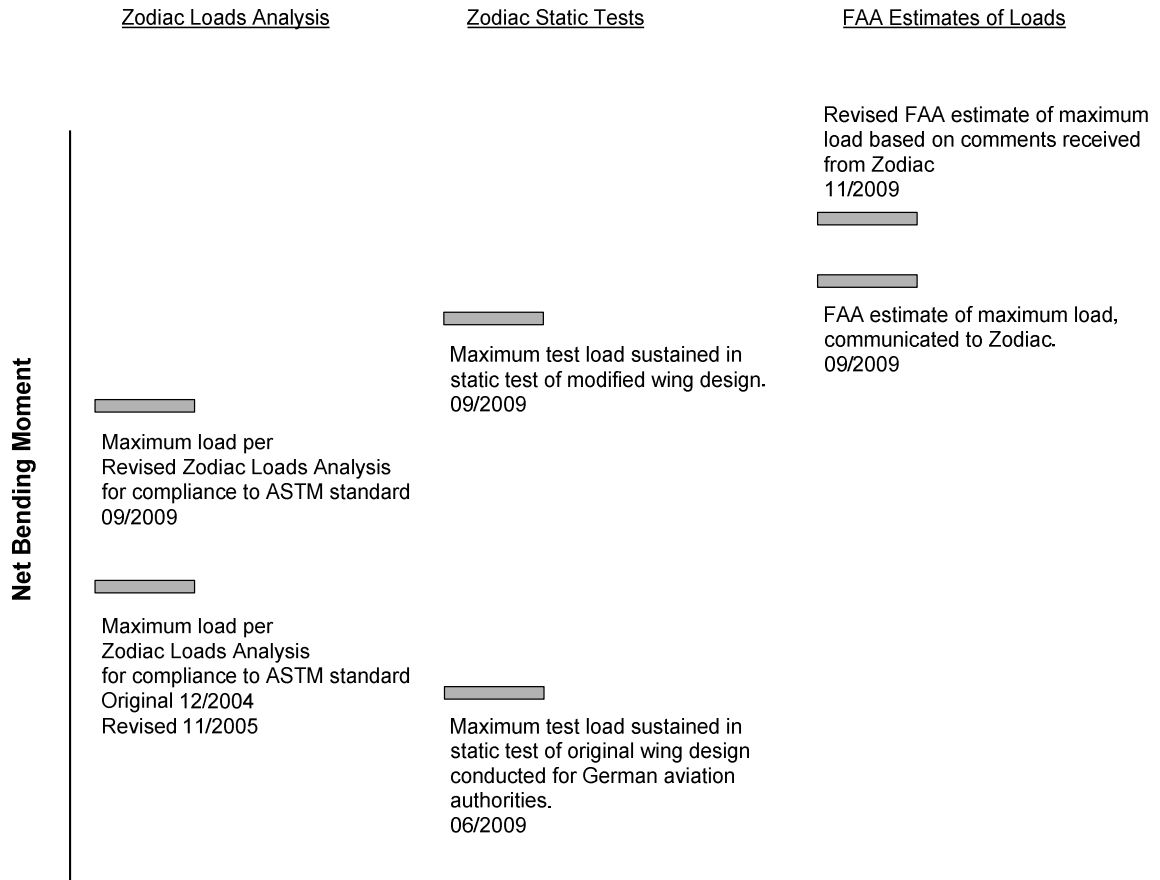 Zodiac Loads Analysis
Zodiac Static Tests
FAA Estimates of Loads
Net Bending Moment
Maximum load per
Revised Zodiac Loads Analysis
for compliance to ASTM standard
09/2009
Maximum load per
Zodiac Loads Analysis
for compliance to ASTM standard
Original 12/2004
Revised 11/2005
Maximum test load sustained in
static test of modified wing design.
09/2009
Maximum test load sustained in
static test of original wing design
conducted for German aviation
authorities.
06/2009
Revised FAA estimate of maximum
load based on comments received
from Zodiac
11/2009
FAA estimate of maximum load,
communicated to Zodiac.
09/2009